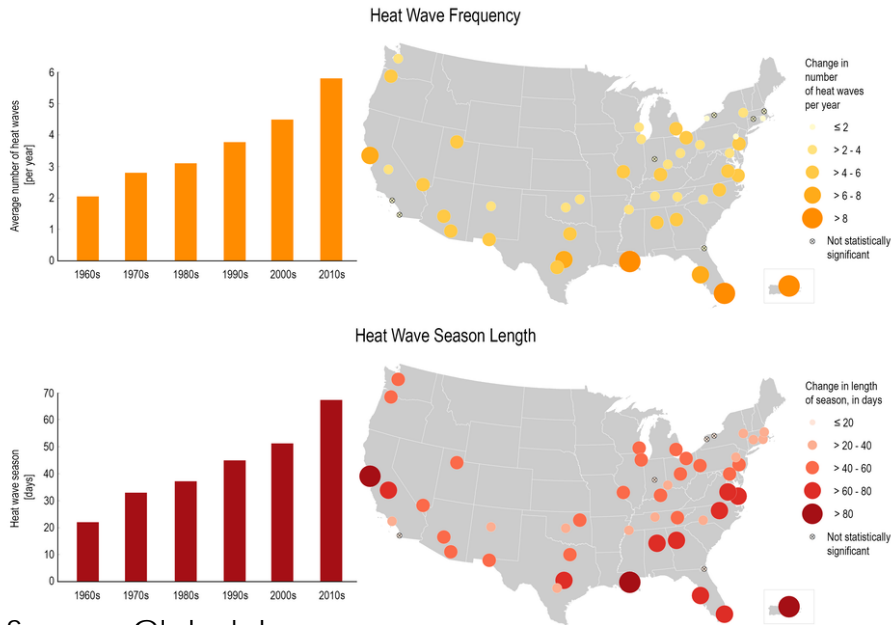 Heat Wave Frequency
Average number of heat waves
[per year]
6
5
4
3
2
1
0
1960s 1970s 1980s 1990s 2000s 2010s
Change in
number
of heat waves
per year
≤ 2
> 2 - 4
> 4 - 6
> 6 - 8
> 8
Not statistically
significant
Heat Wave Season Length
Heat wave season
[days]
70
60
50
40
30
20
10
0
1960s 1970s 1980s 1990s 2000s 2010s
Change in length
of season, in days
≤ 20
> 20 - 40
> 40 - 60
> 60 - 80
> 80
Not statistically
significant